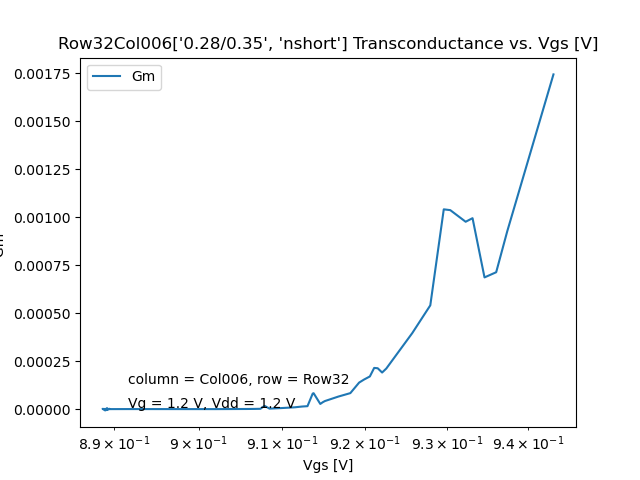 Row32Col006['0.28/0.35', 'nshort'] Transconductance vs. Vgs [V]
Gm
0.00175
0.00150
0.00125
0.00100
0.00075
0.00050
0.00025
0.00000
column = Col006, row = Row32
Vg = 1.2 V, Vdd = 1.2 V
8.9 × 10⁻¹ 9 × 10⁻¹ 9.1 × 10⁻¹ 9.2 × 10⁻¹ 9.3 × 10⁻¹ 9.4 × 10⁻¹
Vgs [V]